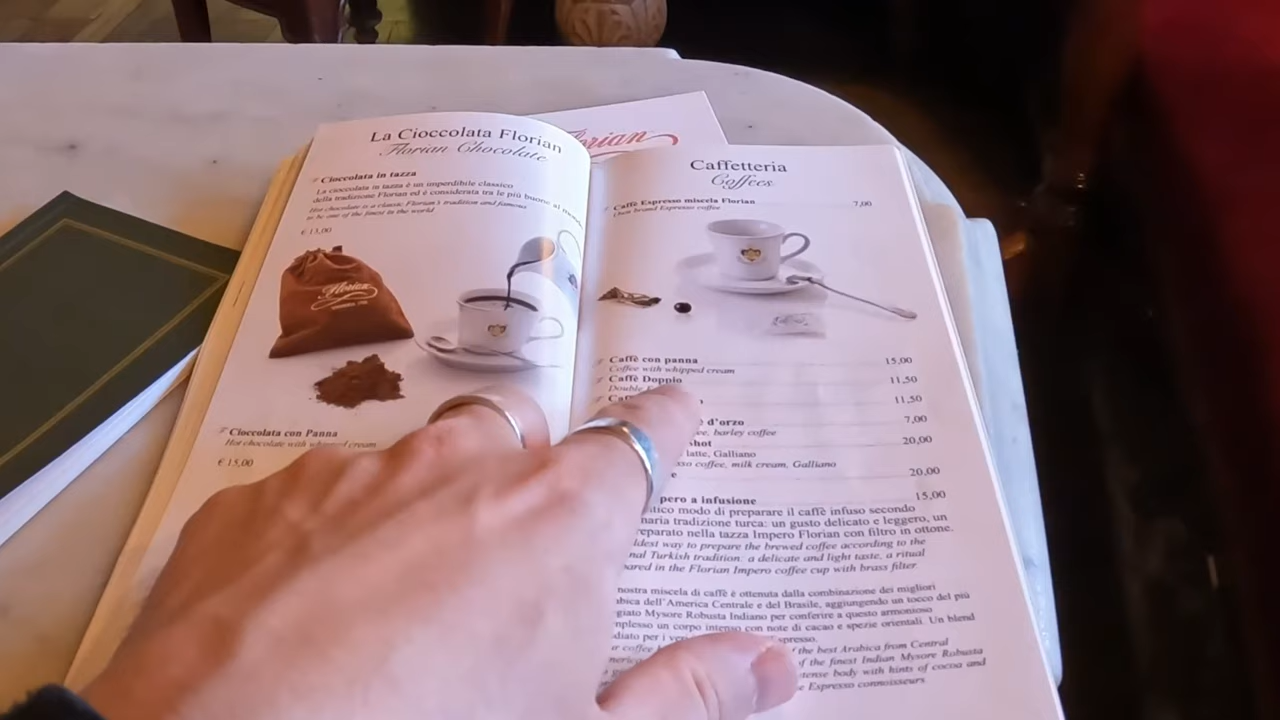 La Cioccolata Florian
Florian Chocolate
Cioccolata in tazza
La cioccolata in tazza è un imperdibile classico
della tradizione Florian ed è considerata tra le più buone al
Hot chocolate is a classic Florian's tradition and famous
to be one of the finest in the world
€ 13,00
Florian
Cioccolata con Panna
Hot chocolate with whipped cream
€ 15,00
Caffetteria
Coffees
Caffè Espresso miscela Florian 7,00
Own brand Espresso coffee
Caffè con panna 15,00
Coffee with whipped cream
Caffè Doppio 11,50
Double
11,50
d'orzo 7,00
barley coffee
shot 20,00
latte, Galliano
coffee, milk cream, Galliano
20,00
pero a infusione 15,00
modo di preparare il caffè infuso secondo
tradizione turca: un gusto delicato e leggero, un
nella tazza Impero Florian con filtro in ottone.
way to prepare the brewed coffee according to the
Turkish tradition: a delicate and light taste, a ritual
in the Florian Impero coffee cup with brass filter.
nostra miscela di caffè è ottenuta dalla combinazione dei migliori
dell'America Centrale e del Brasile, aggiungendo un tocco del più
Mysore Robusta Indiano per conferire a questo armonioso
un corpo intenso con note di cacao e spezie orientali. Un blend
per i
the best Arabica from Central
of the finest Indian Mysore Robusta
body with hints of cocoa and
Espresso connoisseurs